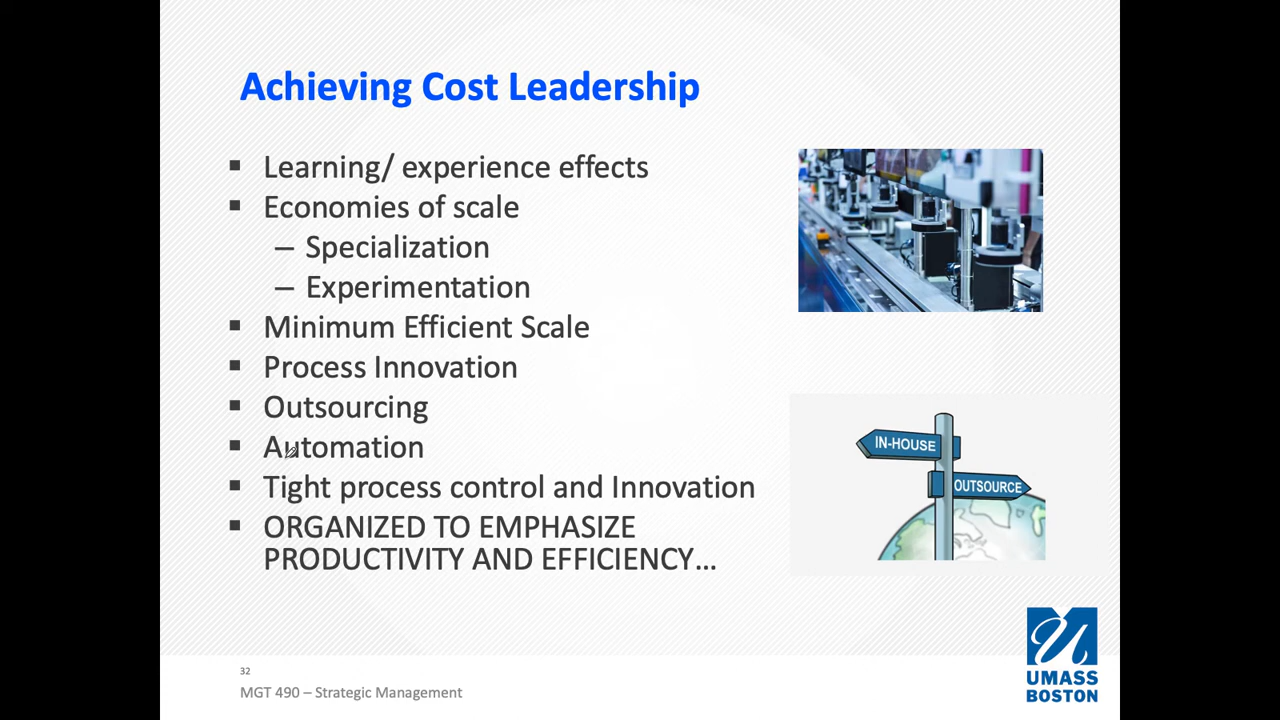 Achieving Cost Leadership
▪ Learning/ experience effects
▪ Economies of scale
– Specialization
– Experimentation
▪ Minimum Efficient Scale
▪ Process Innovation
▪ Outsourcing
▪ Automation
▪ Tight process control and Innovation
▪ ORGANIZED TO EMPHASIZE
PRODUCTIVITY AND EFFICIENCY…
IN-HOUSE
OUTSOURCE
32
MGT 490 – Strategic Management
UMASS
BOSTON